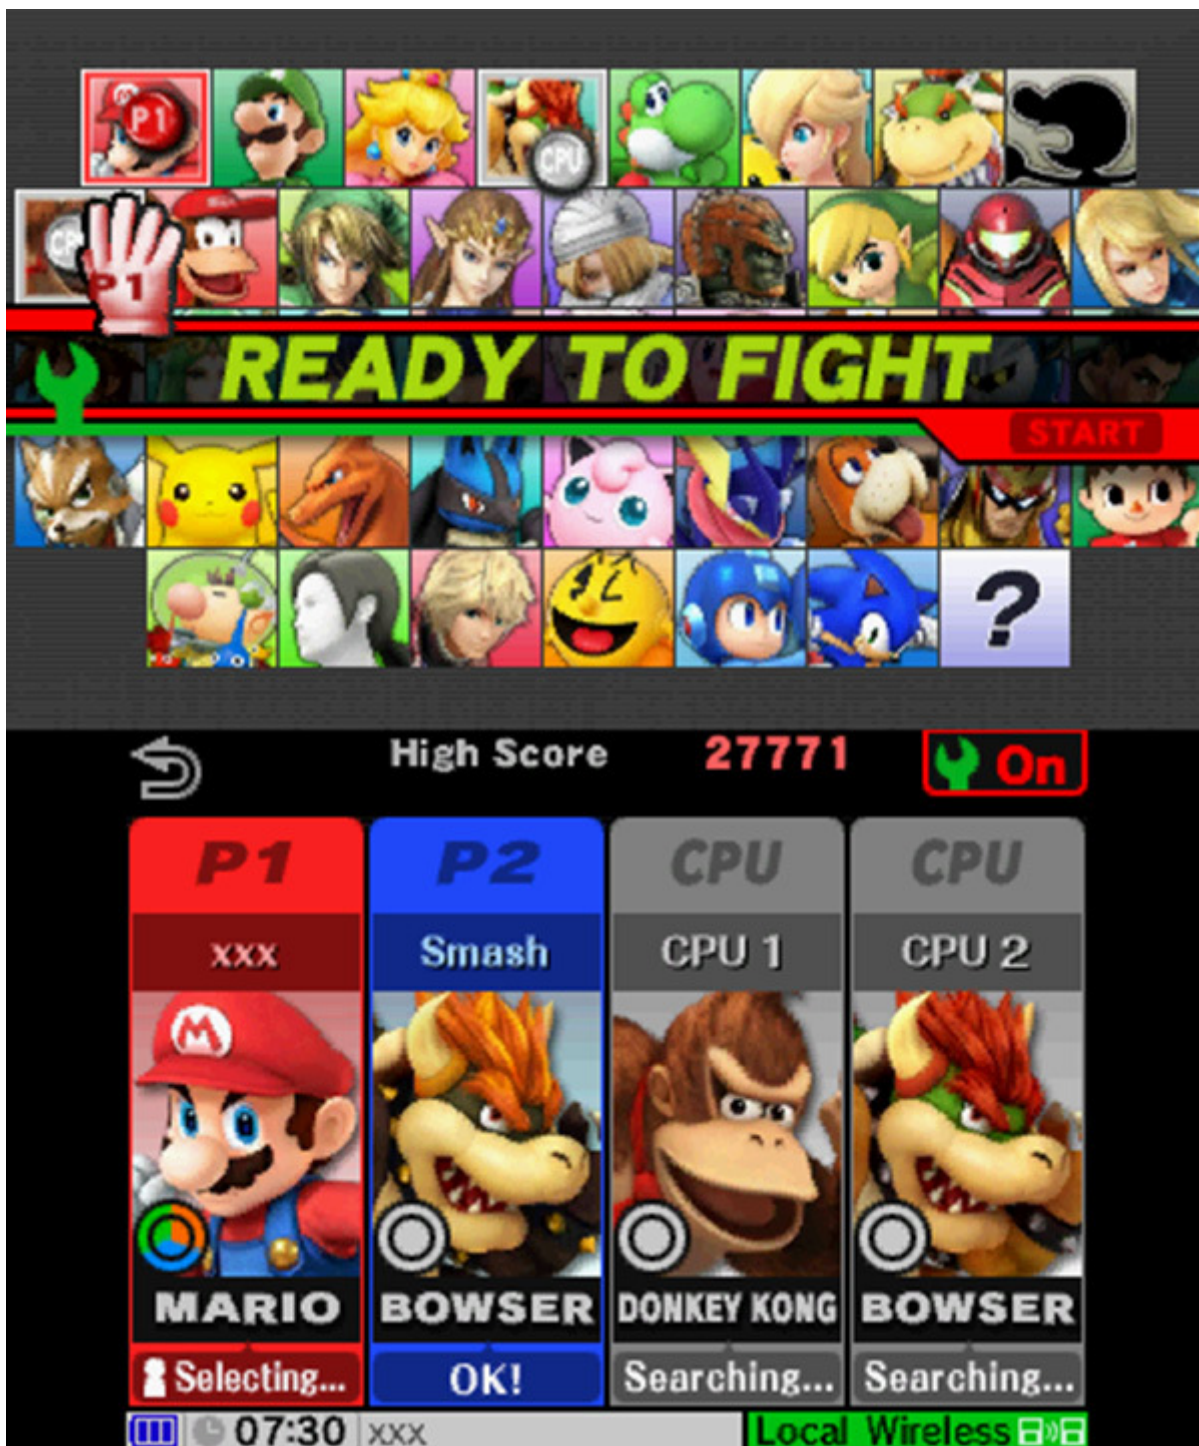 P1
CPU
CP
P1
READY TO FIGHT
START
?
High Score 27771 On
P1 P2 CPU CPU
xxx Smash CPU 1 CPU 2
M
MARIO BOWSER DONKEY KONG BOWSER
Selecting... OK! Searching... Searching...
07:30 xxx Local Wireless